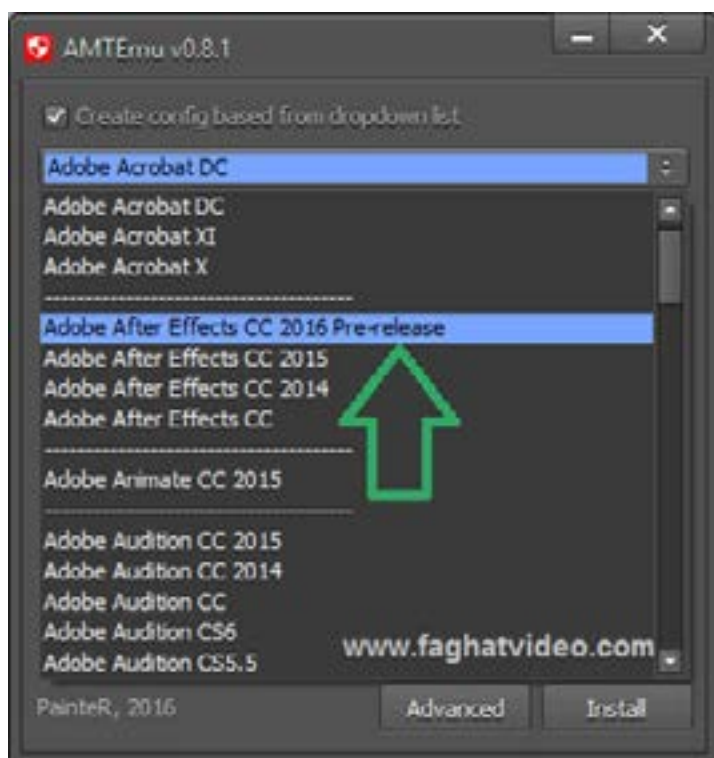 AMTEmu v0.8.1
Create config based from dropdown list
Adobe Acrobat DC
Adobe Acrobat DC
Adobe Acrobat XI
Adobe Acrobat X
------------------------------------
Adobe After Effects CC 2016 Pre-release
Adobe After Effects CC 2015
Adobe After Effects CC 2014
Adobe After Effects CC
------------------------------------
Adobe Animate CC 2015
------------------------------------
Adobe Audition CC 2015
Adobe Audition CC 2014
Adobe Audition CC
Adobe Audition CS6
Adobe Audition CS5.5
www.faghatvideo.com
PainteR, 2016
Advanced
Install